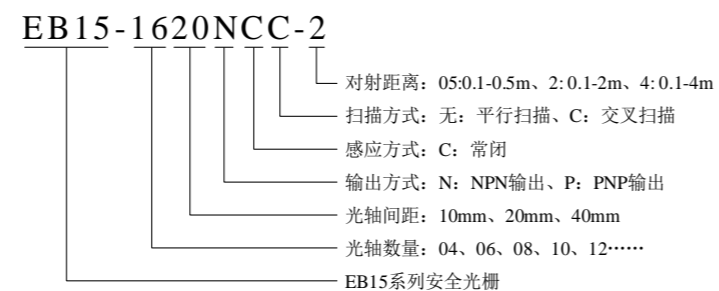 EB15-1620NCC-2
对射距离：05:0.1-0.5m、2: 0.1-2m、4: 0.1-4m
扫描方式：无：平行扫描、C：交叉扫描
感应方式：C：常闭
输出方式：N：NPN输出、P：PNP输出
光轴间距：10mm、20mm、40mm
光轴数量：04、06、08、10、12……
EB15系列安全光栅